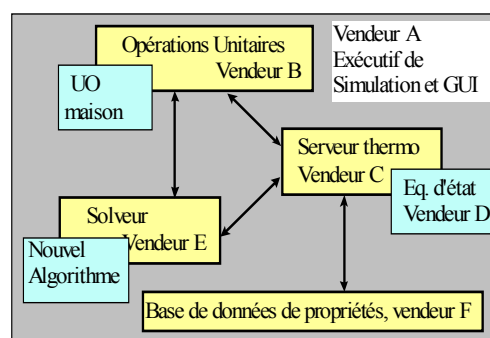 Opérations Unitaires
Vendeur B
UO
maison
Vendeur A
Exécutif de
Simulation et GUI
Serveur thermo
Vendeur C
Eq. d'état
Vendeur D
Solveur
Vendeur E
Nouvel
Algorithme
Base de données de propriétés, vendeur F